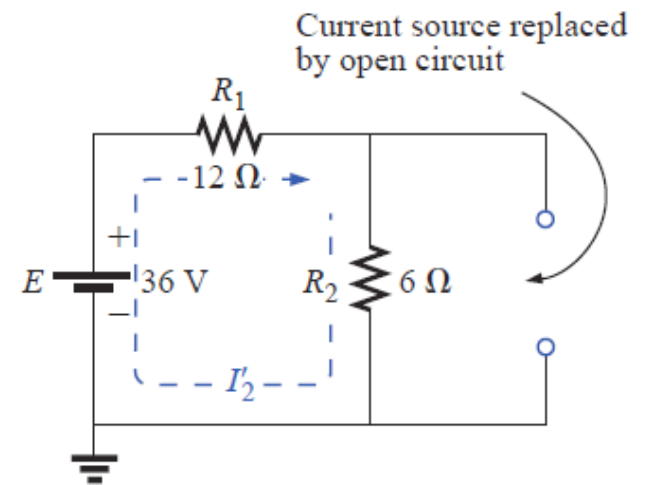 Current source replaced
by open circuit
R1
12 Ω
+
E
36 V
R2
6 Ω
–
I′2